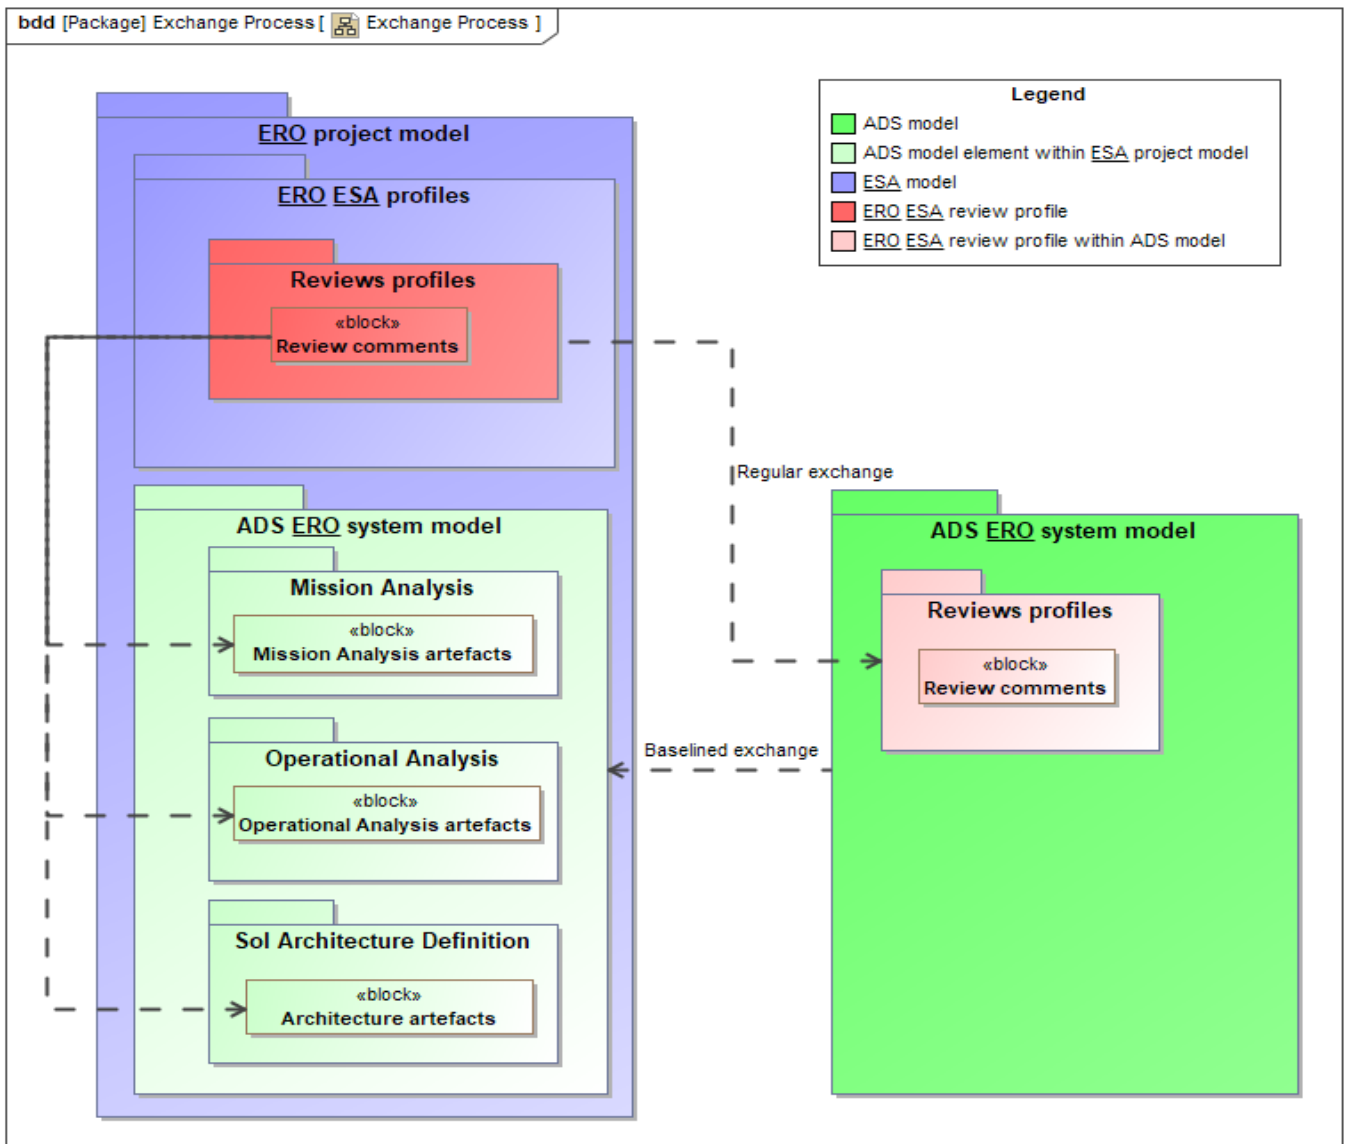 bdd [Package] Exchange Process [ Exchange Process ]
Legend
ADS model
ADS model element within ESA project model
ESA model
ERO ESA review profile
ERO ESA review profile within ADS model
ERO project model
ERO ESA profiles
Reviews profiles
«block»
Review comments
Regular exchange
ADS ERO system model
Mission Analysis
«block»
Mission Analysis artefacts
Operational Analysis
«block»
Operational Analysis artefacts
SoI Architecture Definition
«block»
Architecture artefacts
ADS ERO system model
Reviews profiles
«block»
Review comments
Baselined exchange